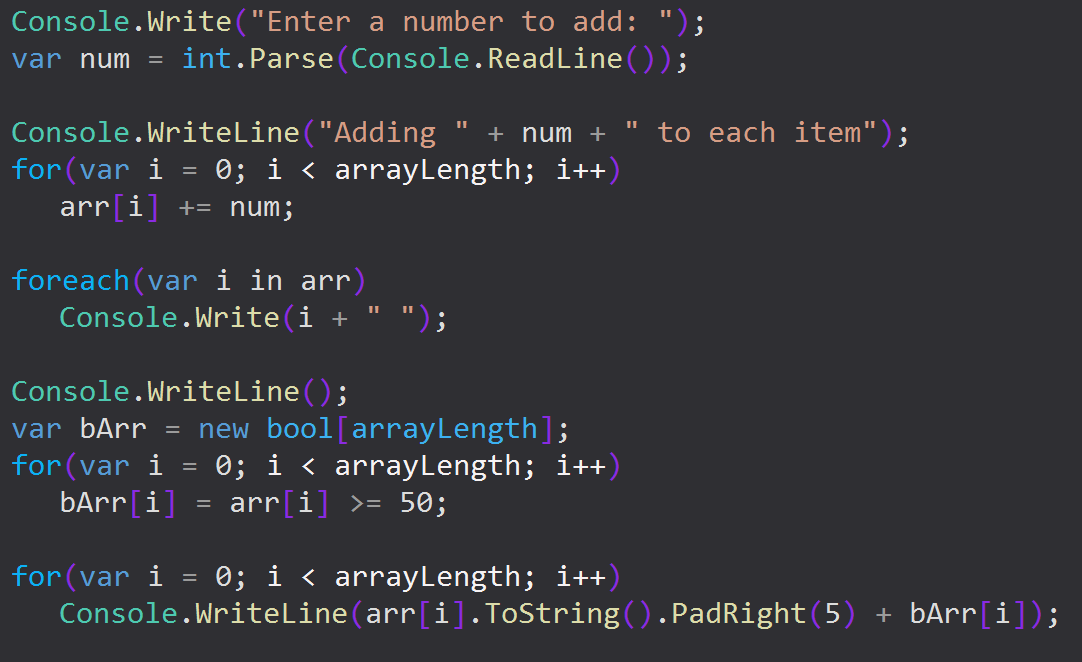 Console.Write("Enter a number to add: ");
var num = int.Parse(Console.ReadLine());
Console.WriteLine("Adding " + num + " to each item");
for(var i = 0; i < arrayLength; i++)
arr[i] += num;
foreach(var i in arr)
Console.Write(i + " ");
Console.WriteLine();
var bArr = new bool[arrayLength];
for(var i = 0; i < arrayLength; i++)
bArr[i] = arr[i] >= 50;
for(var i = 0; i < arrayLength; i++)
Console.WriteLine(arr[i].ToString().PadRight(5) + bArr[i]);